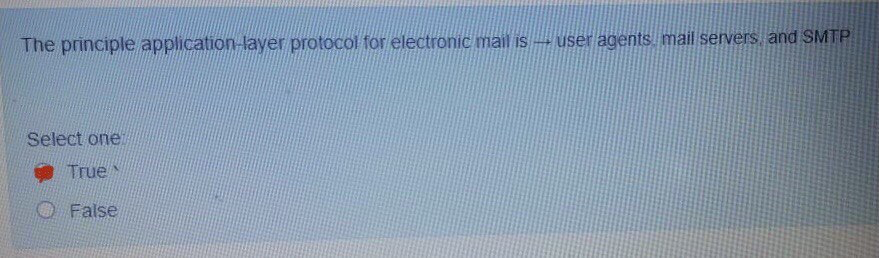 The principle application-layer protocol for electronic mail is → user agents, mail servers, and SMTP.
Select one:
True
False